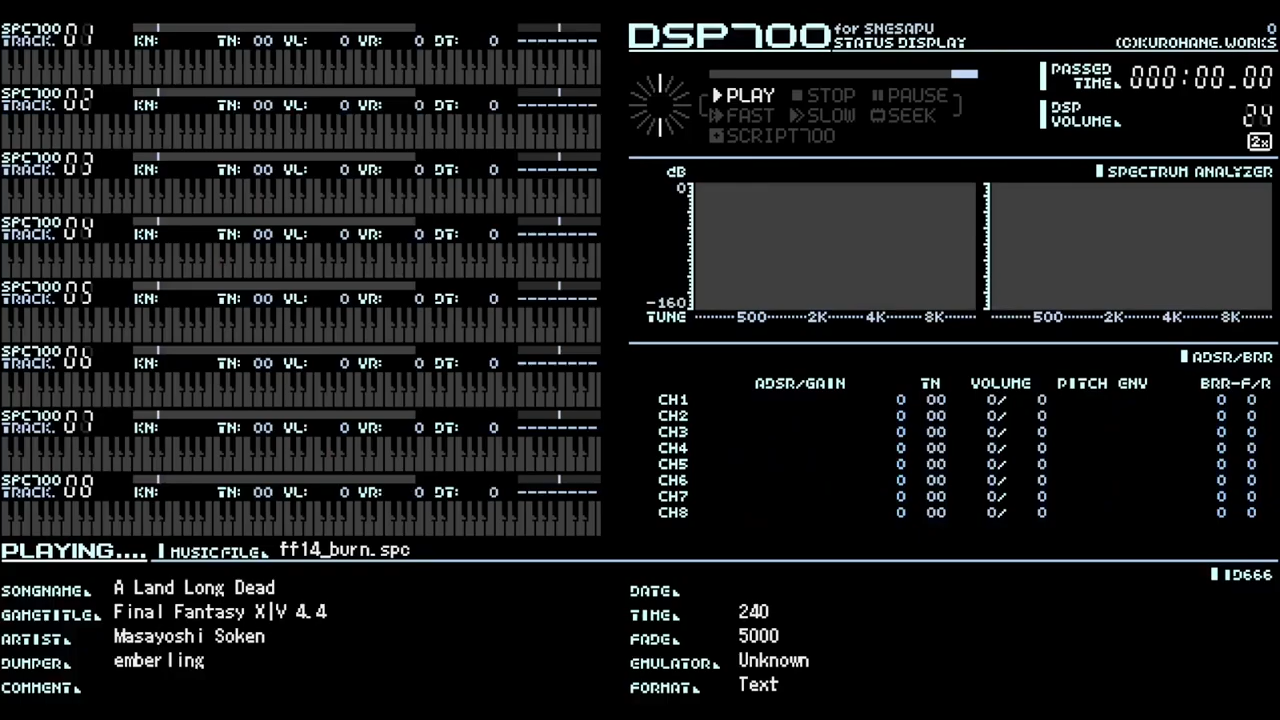 SPC700 TRACK. 01 KN: TN: 00 VL: 0 VR: 0 DT: 0 --------
SPC700 TRACK. 02 KN: TN: 00 VL: 0 VR: 0 DT: 0 --------
SPC700 TRACK. 03 KN: TN: 00 VL: 0 VR: 0 DT: 0 --------
SPC700 TRACK. 04 KN: TN: 00 VL: 0 VR: 0 DT: 0 --------
SPC700 TRACK. 05 KN: TN: 00 VL: 0 VR: 0 DT: 0 --------
SPC700 TRACK. 06 KN: TN: 00 VL: 0 VR: 0 DT: 0 --------
SPC700 TRACK. 07 KN: TN: 00 VL: 0 VR: 0 DT: 0 --------
SPC700 TRACK. 08 KN: TN: 00 VL: 0 VR: 0 DT: 0 --------
DSP700 for SNESAPU 0
STATUS DISPLAY (C)KUROHANE.WORKS
PASSED TIME. 000:00_00
PLAY STOP PAUSE
FAST SLOW SEEK
SCRIPT700
DSP VOLUME. 24
2x
dB SPECTRUM ANALYZER
0
-160
TUNE 500 2K 4K 8K 500 2K 4K 8K
ADSR/BRR
ADSR/GAIN TN VOLUME PITCH ENV BRR-F/R
CH1 0 00 0/ 0 0 0
CH2 0 00 0/ 0 0 0
CH3 0 00 0/ 0 0 0
CH4 0 00 0/ 0 0 0
CH5 0 00 0/ 0 0 0
CH6 0 00 0/ 0 0 0
CH7 0 00 0/ 0 0 0
CH8 0 00 0/ 0 0 0
PLAYING.... MUSICFILE. ff14_burn.spc
ID666
SONGNAME. A Land Long Dead
GAMETITLE. Final Fantasy X|V 4.4
ARTIST. Masayoshi Soken
DUMPER. emberling
COMMENT.
DATE.
TIME. 240
FADE. 5000
EMULATOR. Unknown
FORMAT. Text